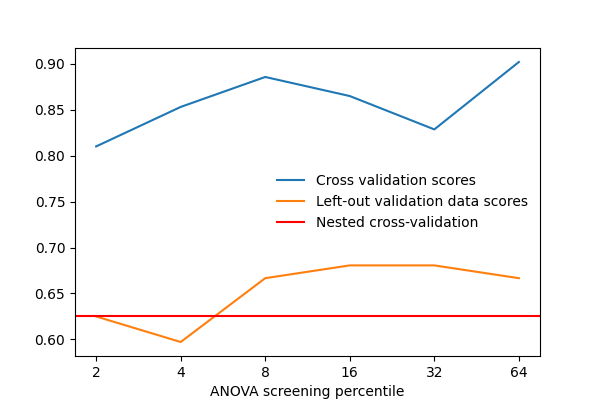 0.90
0.85
0.80
0.75
0.70
0.65
0.60
Cross validation scores
Left-out validation data scores
Nested cross-validation
2 4 8 16 32 64
ANOVA screening percentile